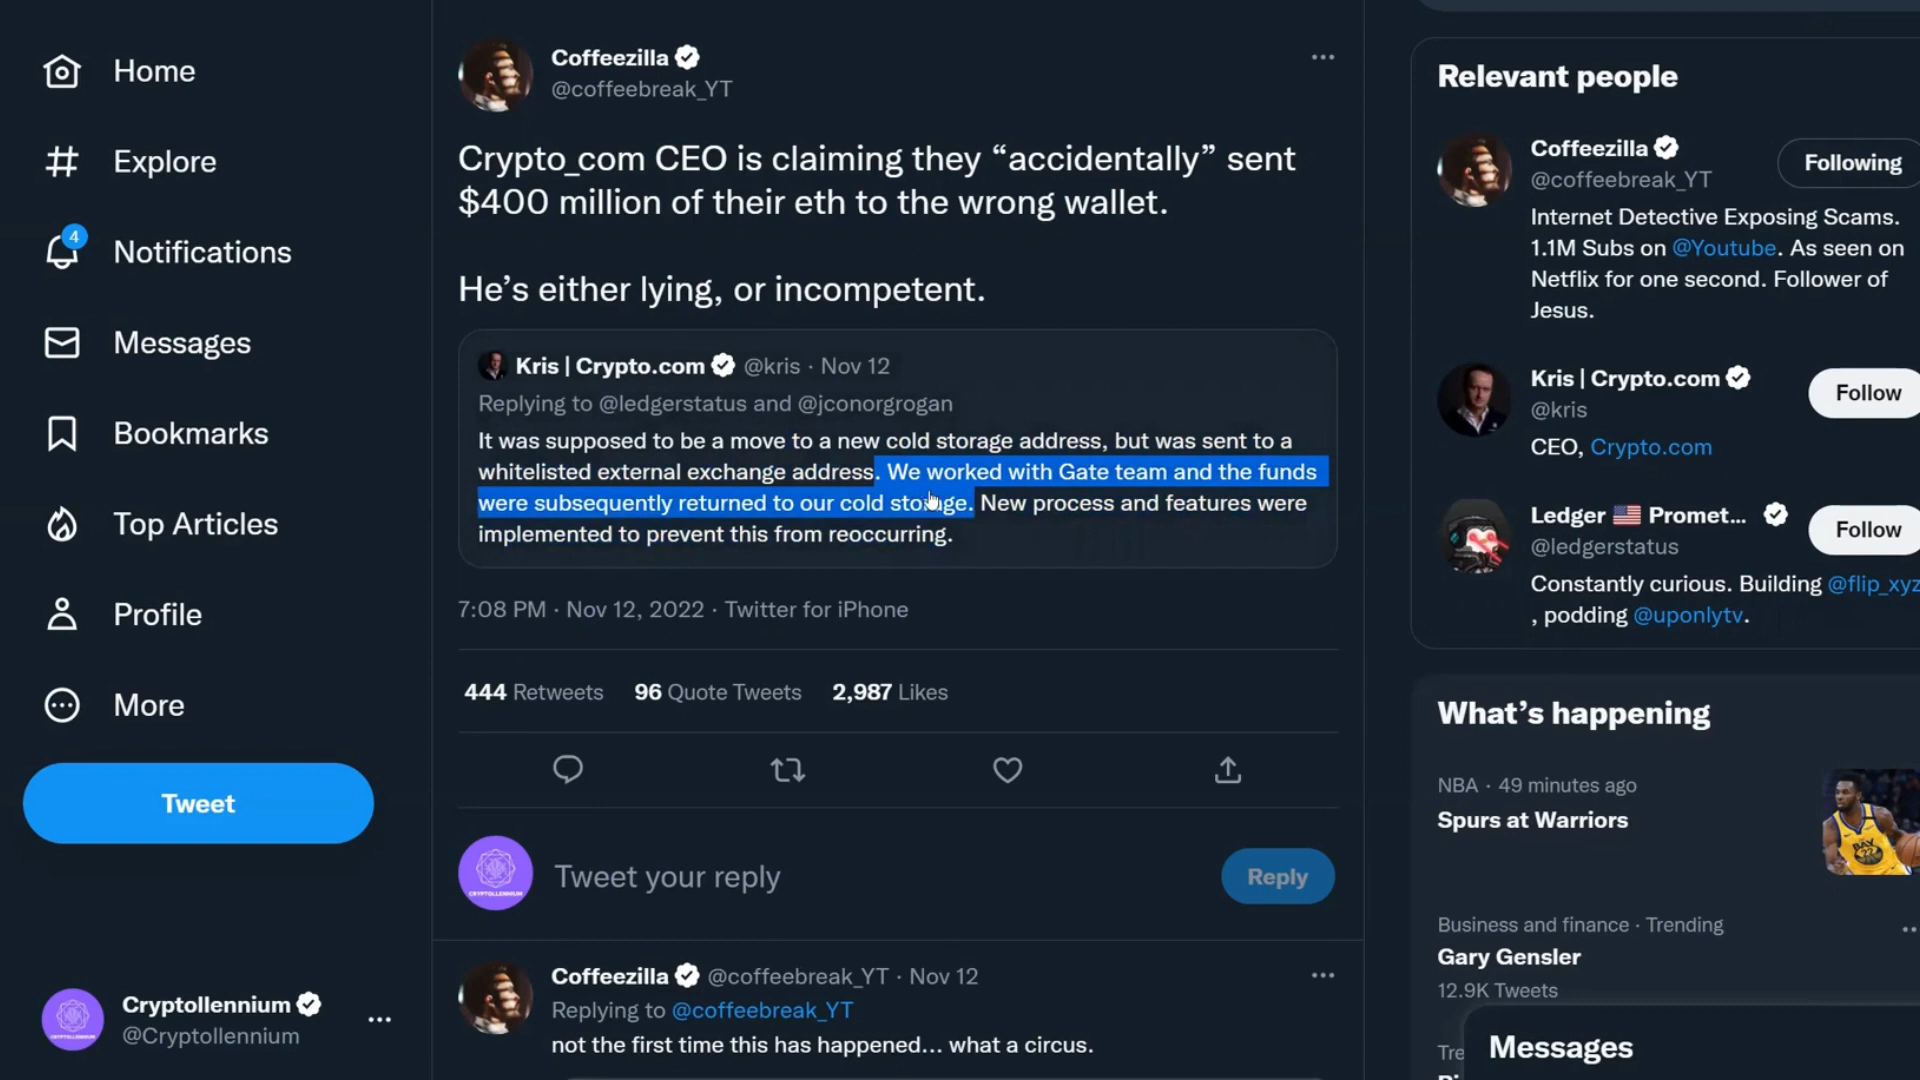 Home
Explore
4
Notifications
Messages
Bookmarks
Top Articles
Profile
More
Tweet
Cryptollennium
@Cryptollennium
Coffeezilla
@coffeebreak_YT
Crypto_com CEO is claiming they “accidentally” sent
$400 million of their eth to the wrong wallet.
He’s either lying, or incompetent.
Kris | Crypto.com @kris · Nov 12
Replying to @ledgerstatus and @jconorgrogan
It was supposed to be a move to a new cold storage address, but was sent to a
whitelisted external exchange address. We worked with Gate team and the funds
were subsequently returned to our cold storage. New process and features were
implemented to prevent this from reoccurring.
7:08 PM · Nov 12, 2022 · Twitter for iPhone
444 Retweets 96 Quote Tweets 2,987 Likes
CRYPTOLLENNIUM
Tweet your reply
Reply
Coffeezilla @coffeebreak_YT · Nov 12
Replying to @coffeebreak_YT
not the first time this has happened... what a circus.
Relevant people
Coffeezilla
@coffeebreak_YT
Following
Internet Detective Exposing Scams.
1.1M Subs on @Youtube. As seen on
Netflix for one second. Follower of
Jesus.
Kris | Crypto.com
@kris
Follow
CEO, Crypto.com
Ledger 🇺🇸 Promet...
@ledgerstatus
Follow
Constantly curious. Building @flip_xyz
, podding @uponlytv.
What’s happening
NBA · 49 minutes ago
Spurs at Warriors
BAY
22
Business and finance · Trending
Gary Gensler
12.9K Tweets
Tre
Messages